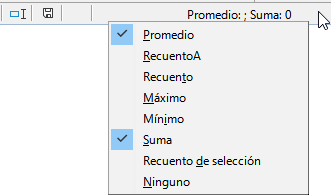 Promedio: ; Suma: 0
Promedio
RecuentoA
Recuento
Máximo
Mínimo
Suma
Recuento de selección
Ninguno